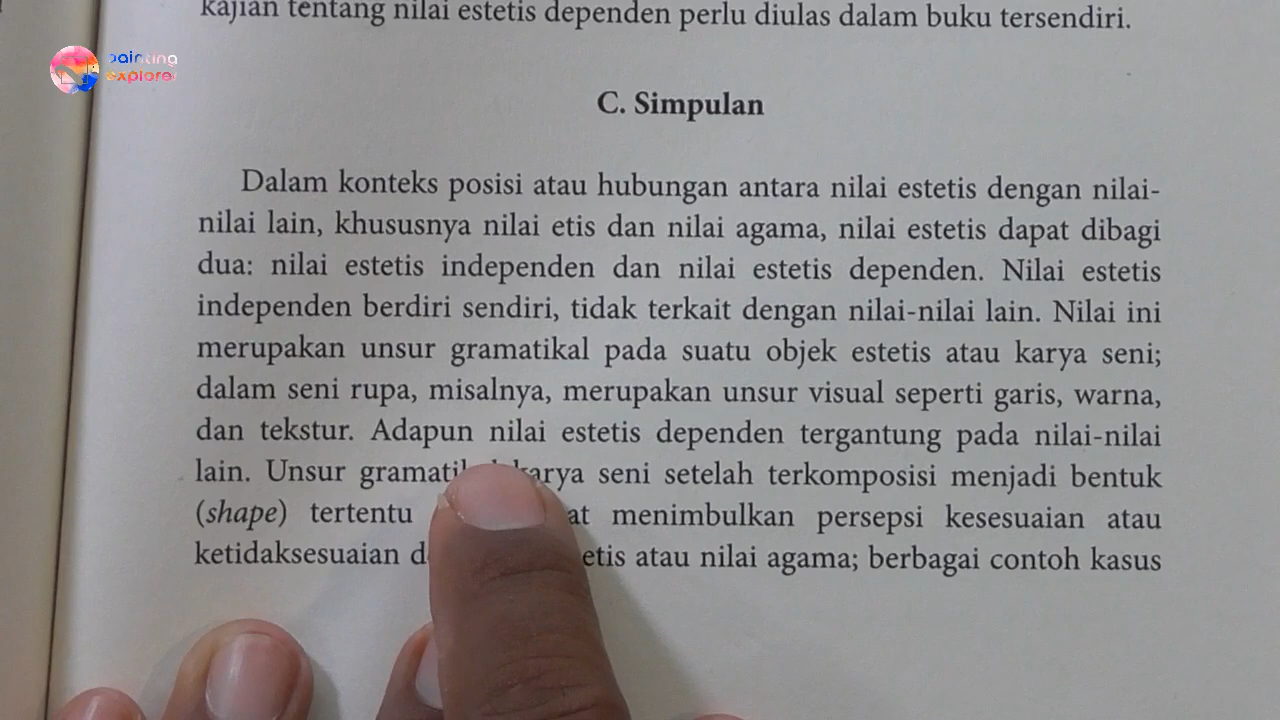 kajian tentang nilai estetis dependen perlu diulas dalam buku tersendiri.
painting
explorer
C. Simpulan
Dalam konteks posisi atau hubungan antara nilai estetis dengan nilai-
nilai lain, khususnya nilai etis dan nilai agama, nilai estetis dapat dibagi
dua: nilai estetis independen dan nilai estetis dependen. Nilai estetis
independen berdiri sendiri, tidak terkait dengan nilai-nilai lain. Nilai ini
merupakan unsur gramatikal pada suatu objek estetis atau karya seni;
dalam seni rupa, misalnya, merupakan unsur visual seperti garis, warna,
dan tekstur. Adapun nilai estetis dependen tergantung pada nilai-nilai
lain. Unsur karya seni setelah terkomposisi menjadi bentuk
(shape) tertentu menimbulkan persepsi kesesuaian atau
ketidaksesuaian atau nilai agama; berbagai contoh kasus